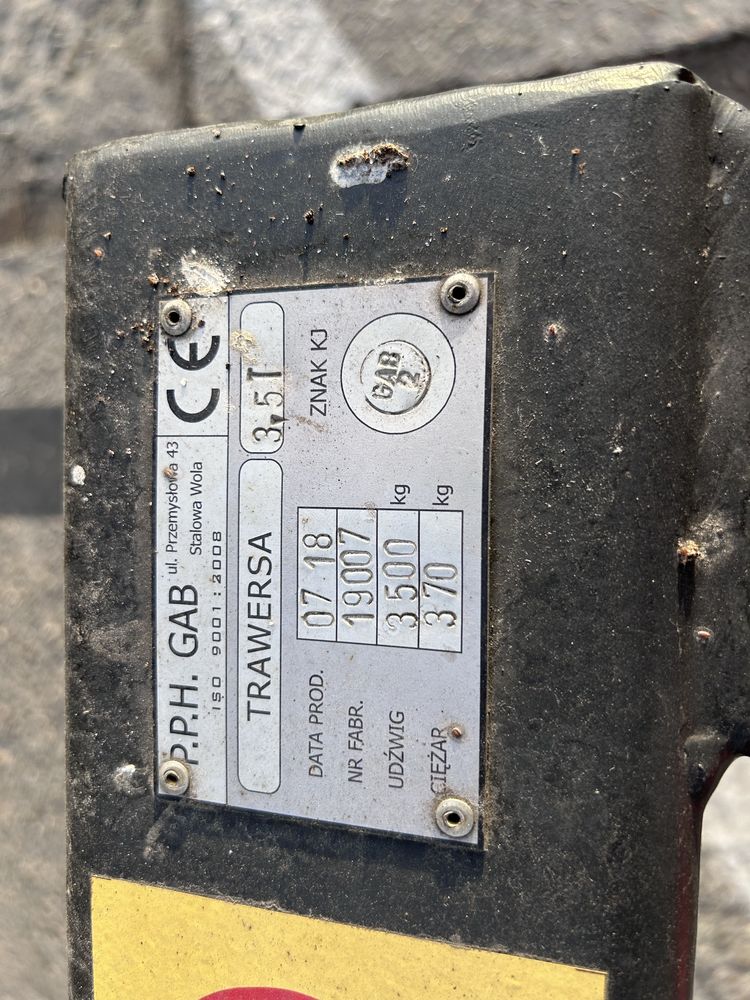 P.P.H. GAB ul. Przemysłowa 43
Stalowa Wola
ISO 9001:2008
CE
TRAWERSA 3,5T
DATA PROD. 07 18
NR FABR. 19007
UDŹWIG 3500 kg
CIĘŻAR 370 kg
ZNAK KJ
GAB
2